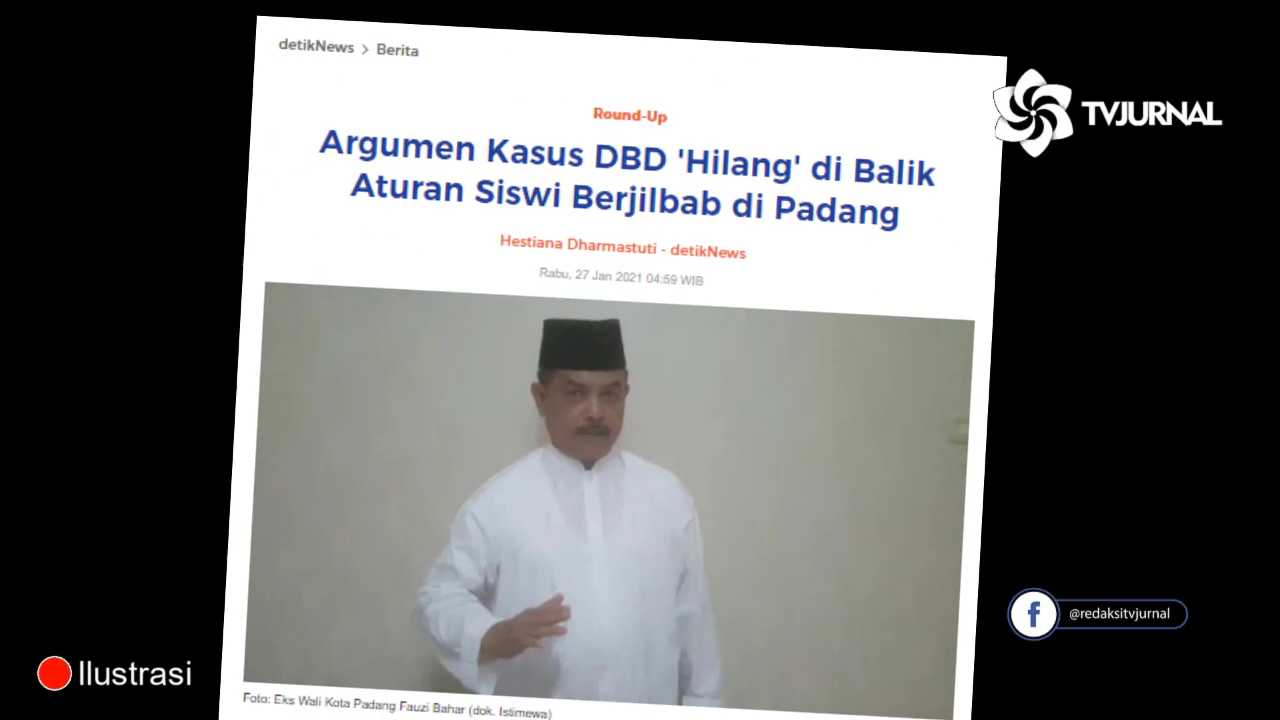 detikNews > Berita
Round-Up
Argumen Kasus DBD 'Hilang' di Balik
Aturan Siswi Berjilbab di Padang
Hestiana Dharmastuti - detikNews
Rabu, 27 Jan 2021 04:59 WIB
TVJURNAL
@redaksitvjurnal
Ilustrasi
Foto: Eks Wali Kota Padang Fauzi Bahar (dok. Istimewa)